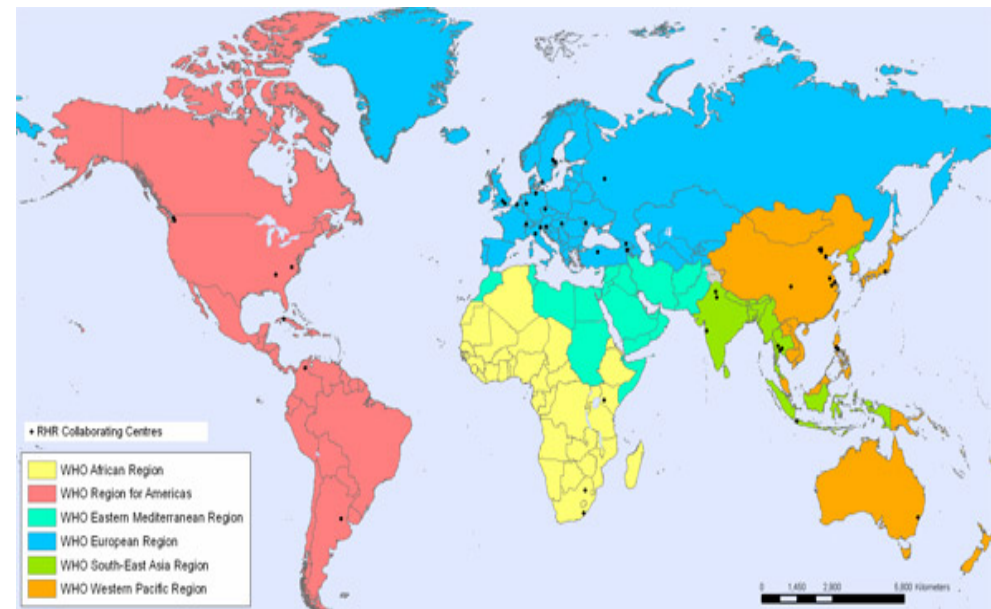 RHR Collaborating Centres
WHO African Region
WHO Region for Americas
WHO Eastern Mediterranean Region
WHO European Region
WHO South-East Asia Region
WHO Western Pacific Region
0 1,450 2,900 5,800 Kilometers